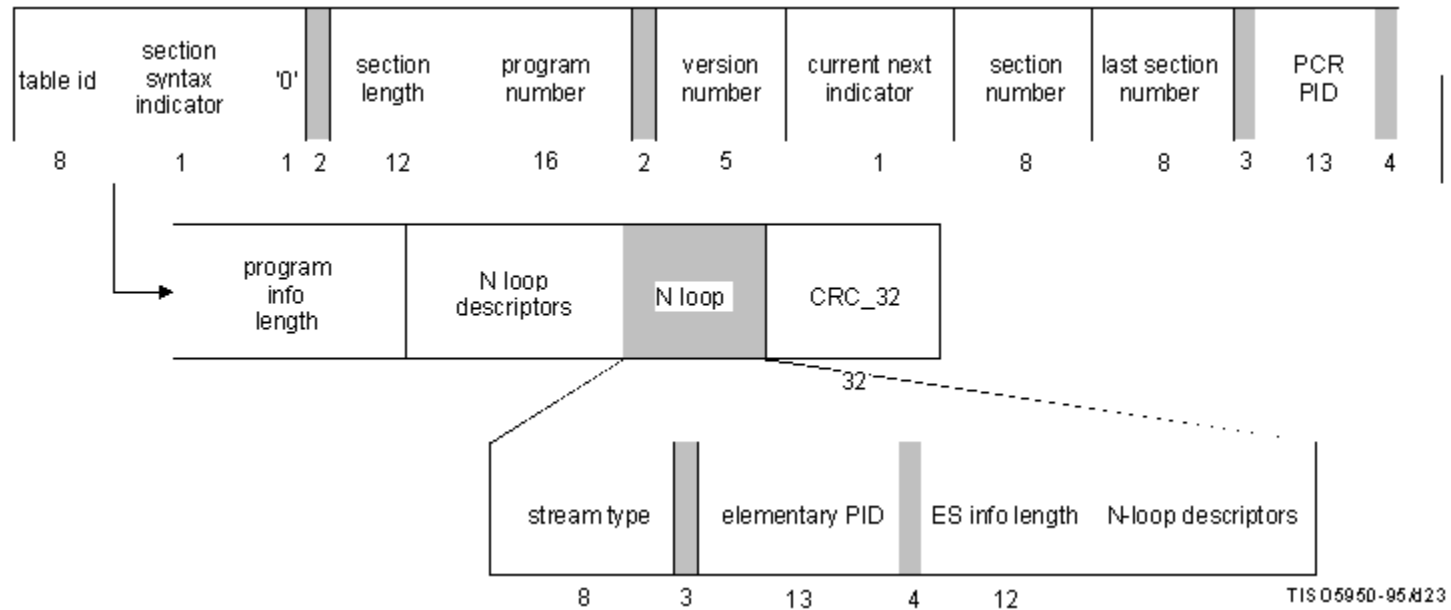 table id
section
syntax
indicator
'0'
section
length
program
number
version
number
current next
indicator
section
number
last section
number
PCR
PID
8 1 1 2 12 16 2 5 1 8 8 3 13 4
program
info
length
N loop
descriptors
N loop
CRC_32
32
stream type
elementary PID
ES info length
N-loop descriptors
8 3 13 4 12
TISO5950-95/d23